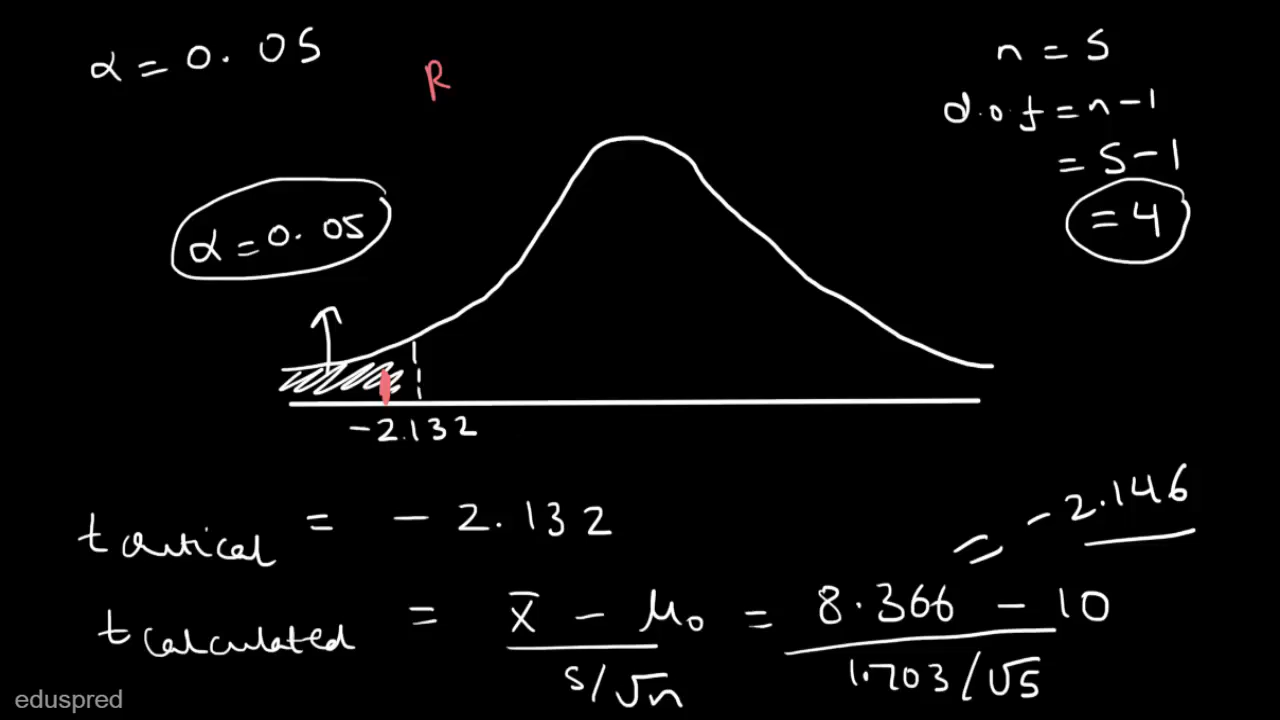 α = 0.05
R
n = 5
d.o.f = n-1
= 5-1
= 4
α = 0.05
-2.132
t critical = -2.132
= -2.146
t calculated = x̄ - μ₀ / s/√n = 8.366 - 10 / 1.703/√5
eduspred